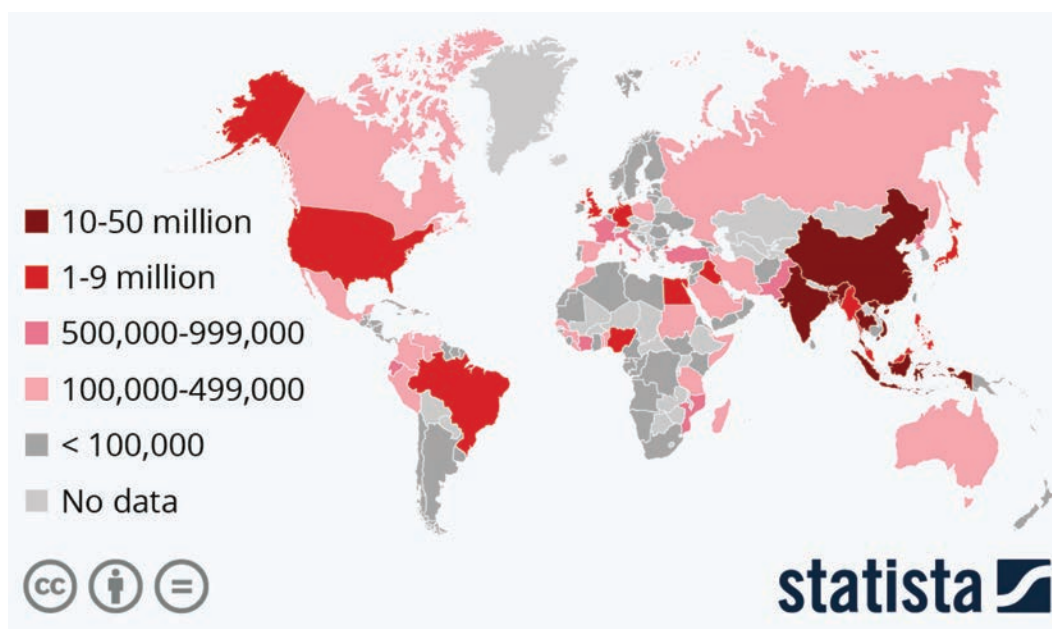 10-50 million
1-9 million
500,000-999,000
100,000-499,000
< 100,000
No data
cc
=
statista